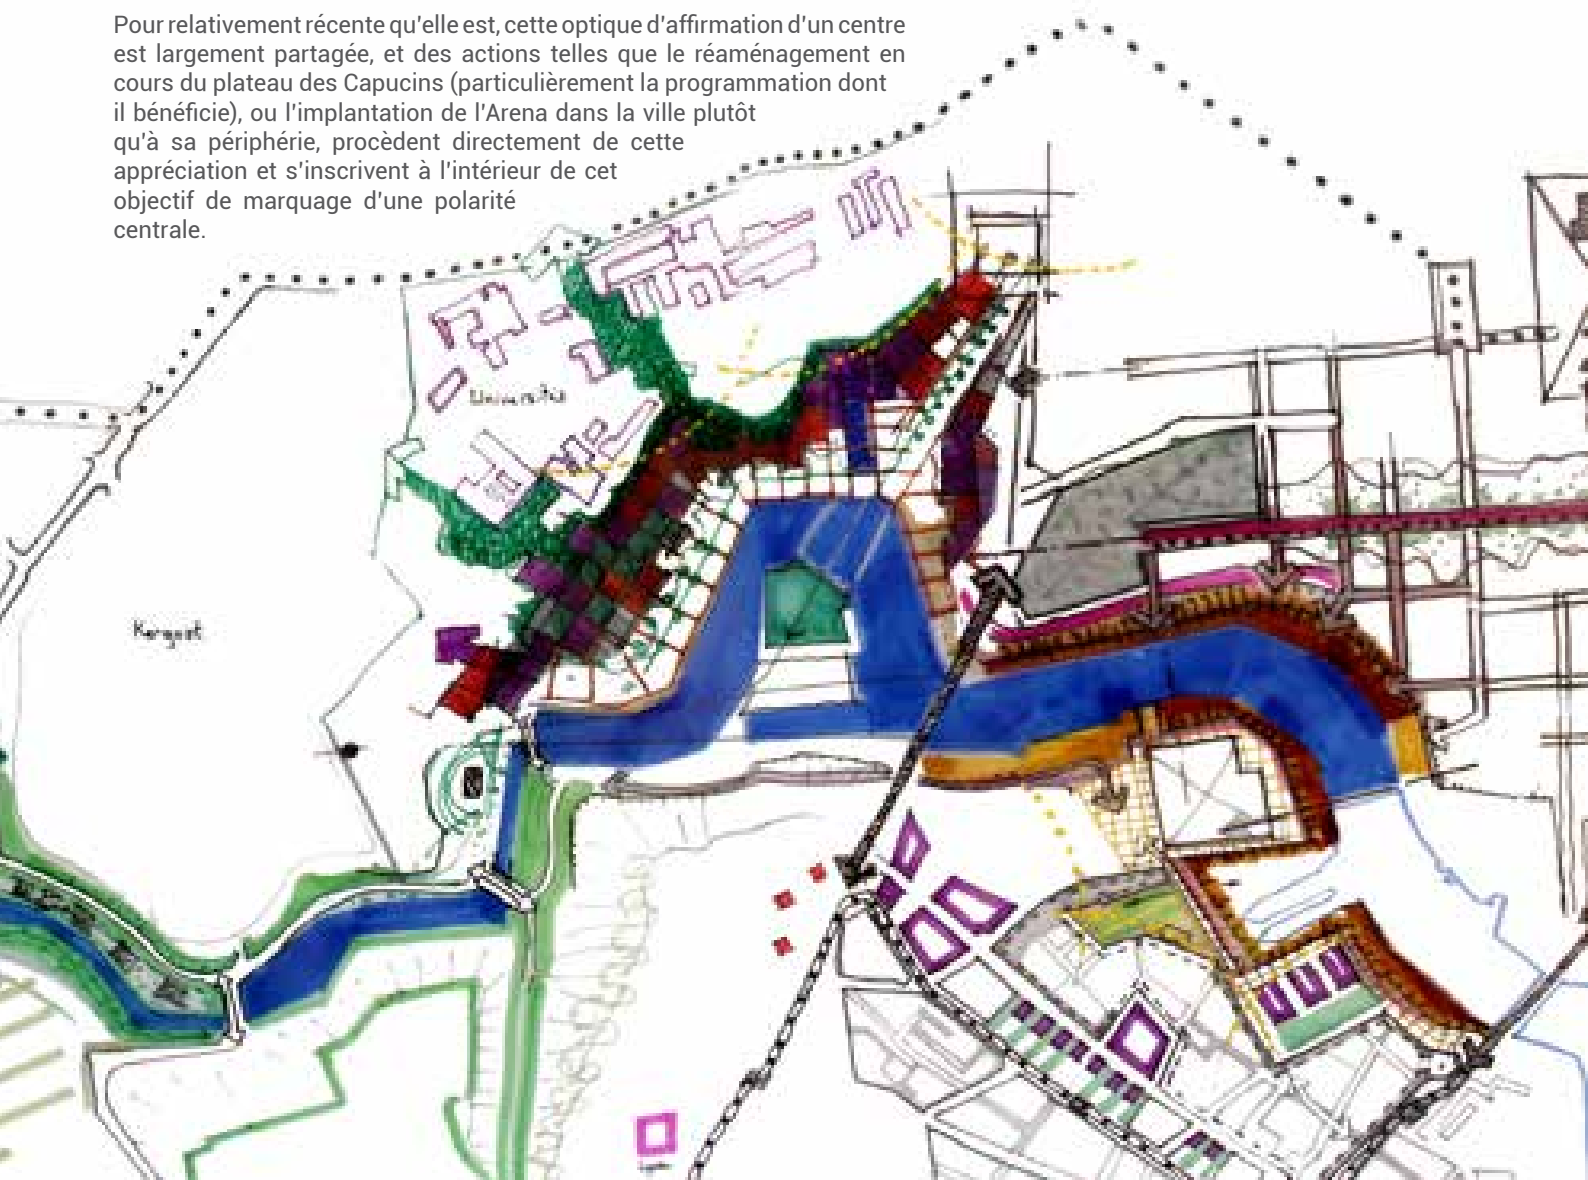 Pour relativement récente qu'elle est, cette optique d'affirmation d'un centre
est largement partagée, et des actions telles que le réaménagement en
cours du plateau des Capucins (particulièrement la programmation dont
il bénéficie), ou l'implantation de l'Arena dans la ville plutôt
qu'à sa périphérie, procèdent directement de cette
appréciation et s'inscrivent à l'intérieur de cet
objectif de marquage d'une polarité
centrale.
Universités
Kergoat